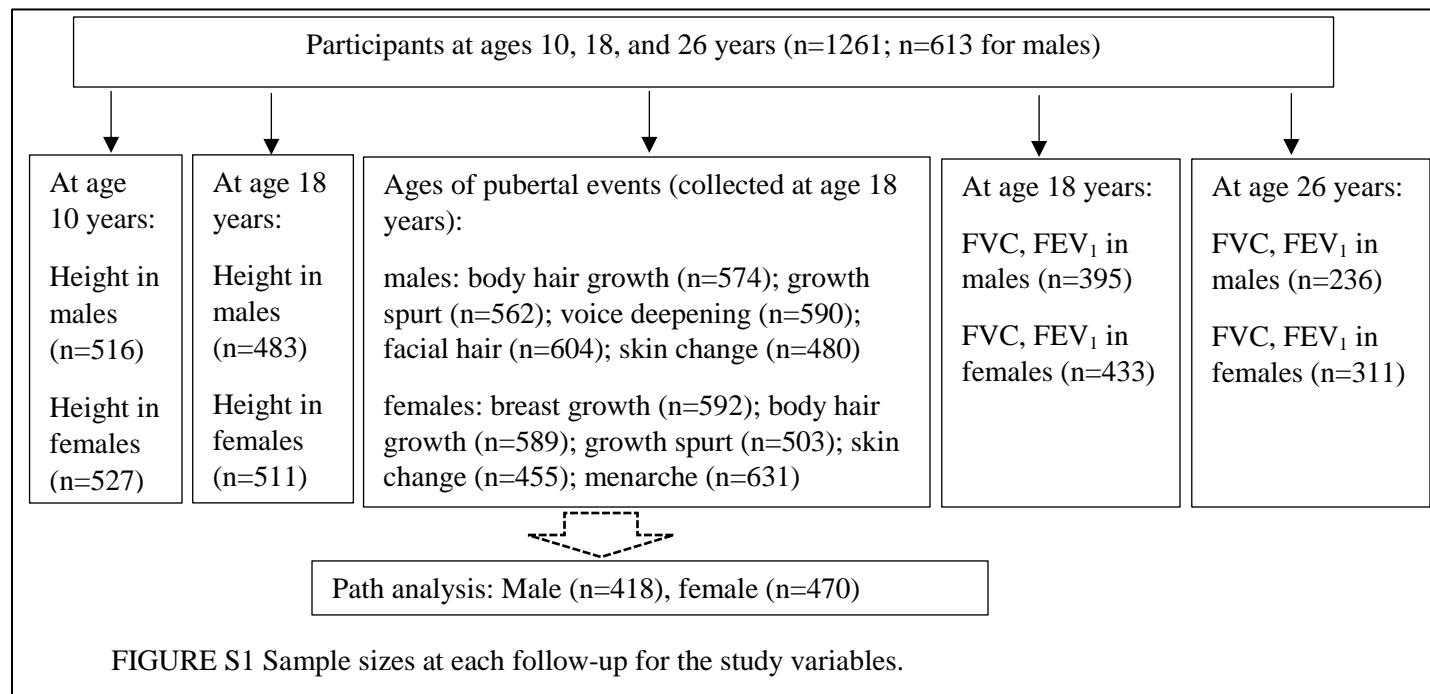 Participants at ages 10, 18, and 26 years (n=1261; n=613 for males)
At age
10 years:
Height in
males
(n=516)
Height in
females
(n=527)
At age 18
years:
Height in
males
(n=483)
Height in
females
(n=511)
Ages of pubertal events (collected at age 18
years):
males: body hair growth (n=574); growth
spurt (n=562); voice deepening (n=590);
facial hair (n=604); skin change (n=480)
females: breast growth (n=592); body hair
growth (n=589); growth spurt (n=503); skin
change (n=455); menarche (n=631)
At age 18 years:
FVC, FEV₁ in
males (n=395)
FVC, FEV₁ in
females (n=433)
At age 26 years:
FVC, FEV₁ in
males (n=236)
FVC, FEV₁ in
females (n=311)
Path analysis: Male (n=418), female (n=470)
FIGURE S1 Sample sizes at each follow-up for the study variables.